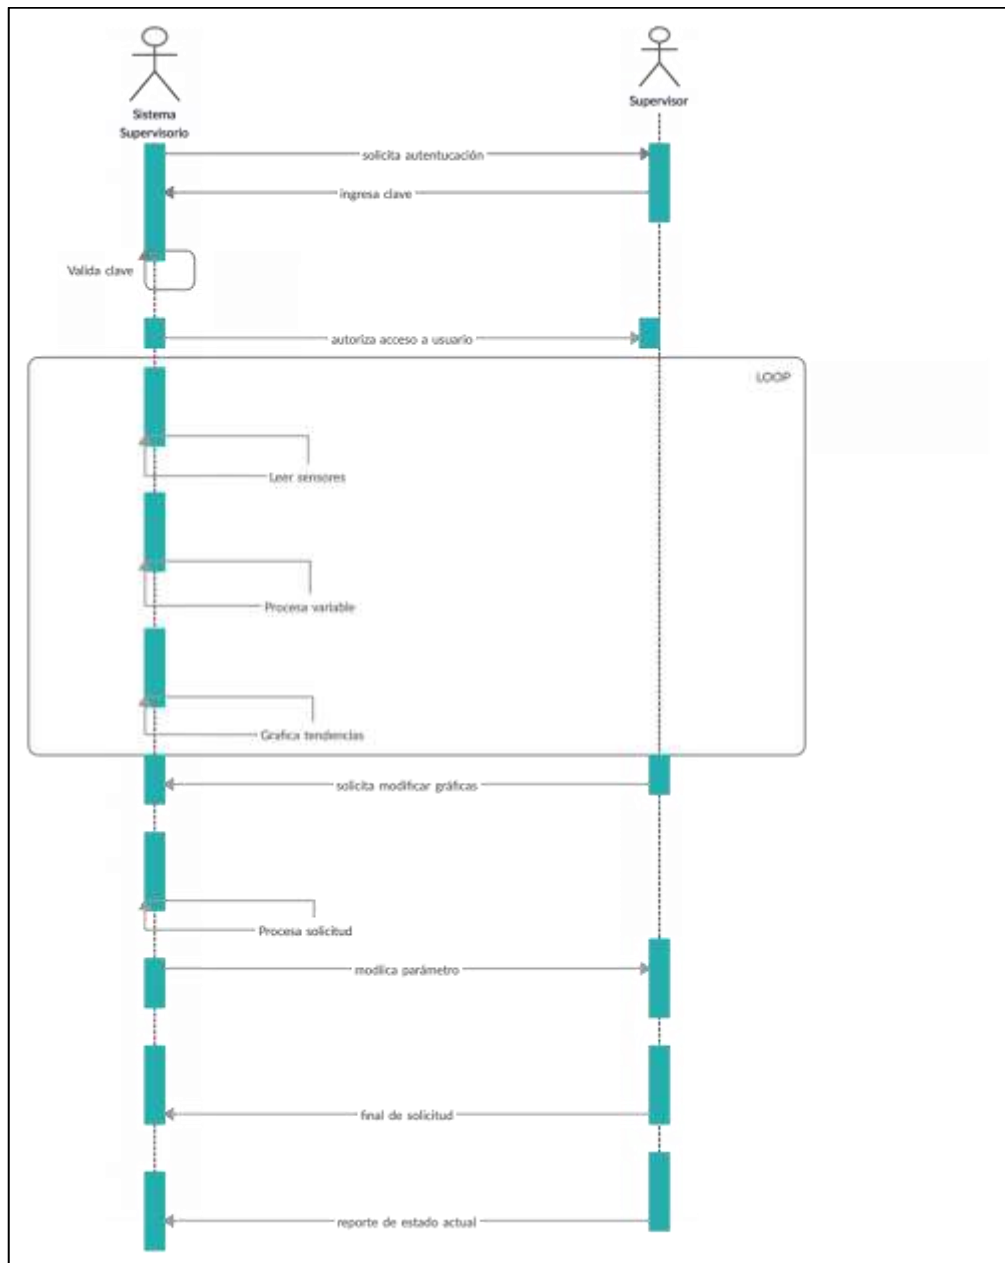 Sistema
Supervisorio
Supervisor
solicita autentucación
ingresa clave
Valida clave
autoriza acceso a usuario
LOOP
Leer sensores
Procesa variable
Grafica tendencias
solicita modificar gráficas
Procesa solicitud
modiica parámetro
final de solicitud
reporte de estado actual